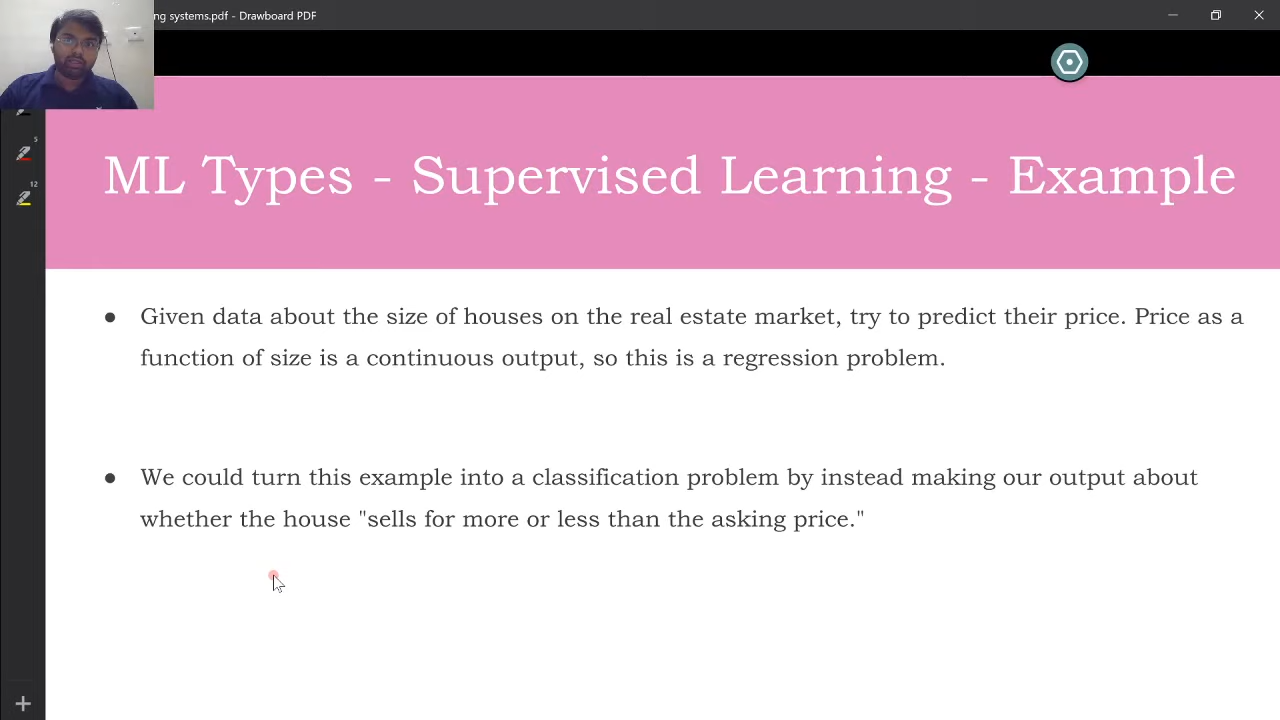 ng systems.pdf - Drawboard PDF
5
12
ML Types - Supervised Learning - Example
● Given data about the size of houses on the real estate market, try to predict their price. Price as a
function of size is a continuous output, so this is a regression problem.
● We could turn this example into a classification problem by instead making our output about
whether the house "sells for more or less than the asking price."